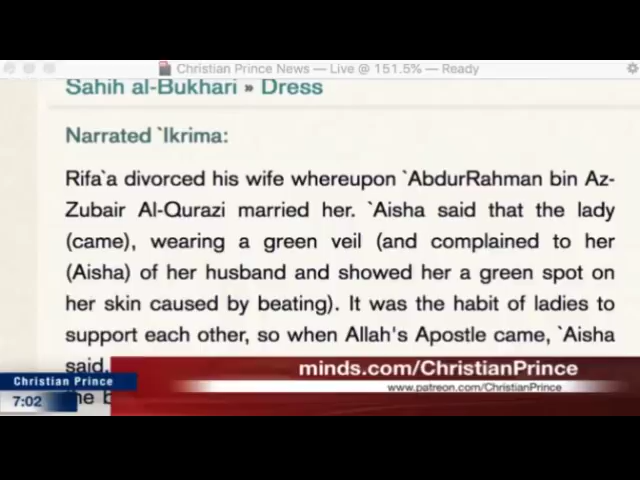 Christian Prince News — Live @ 151.5% — Ready
Sahih al-Bukhari » Dress
Narrated `Ikrima:
Rifa`a divorced his wife whereupon `AbdurRahman bin Az-
Zubair Al-Qurazi married her. `Aisha said that the lady
(came), wearing a green veil (and complained to her
(Aisha) of her husband and showed her a green spot on
her skin caused by beating). It was the habit of ladies to
support each other, so when Allah's Apostle came, `Aisha
said,
minds.com/ChristianPrince
Christian Prince
www.patreon.com/ChristianPrince
7:02